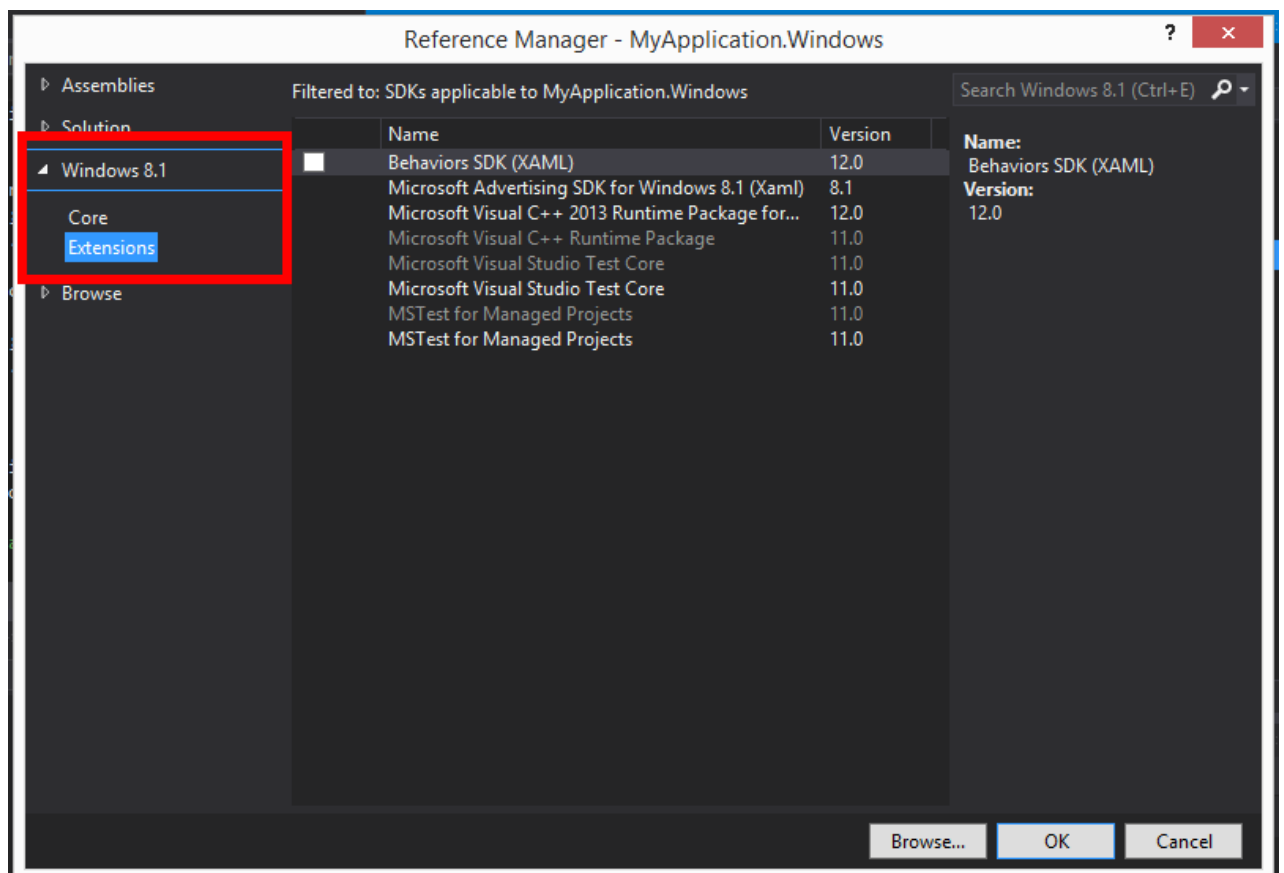 Reference Manager - MyApplication.Windows
?
Assemblies
Solution
Windows 8.1
Core
Extensions
Browse
Filtered to: SDKs applicable to MyApplication.Windows
Search Windows 8.1 (Ctrl+E)
Name Version
Behaviors SDK (XAML) 12.0
Microsoft Advertising SDK for Windows 8.1 (Xaml) 8.1
Microsoft Visual C++ 2013 Runtime Package for... 12.0
Microsoft Visual C++ Runtime Package 11.0
Microsoft Visual Studio Test Core 11.0
Microsoft Visual Studio Test Core 11.0
MSTest for Managed Projects 11.0
MSTest for Managed Projects 11.0
Name:
Behaviors SDK (XAML)
Version:
12.0
Browse... OK Cancel